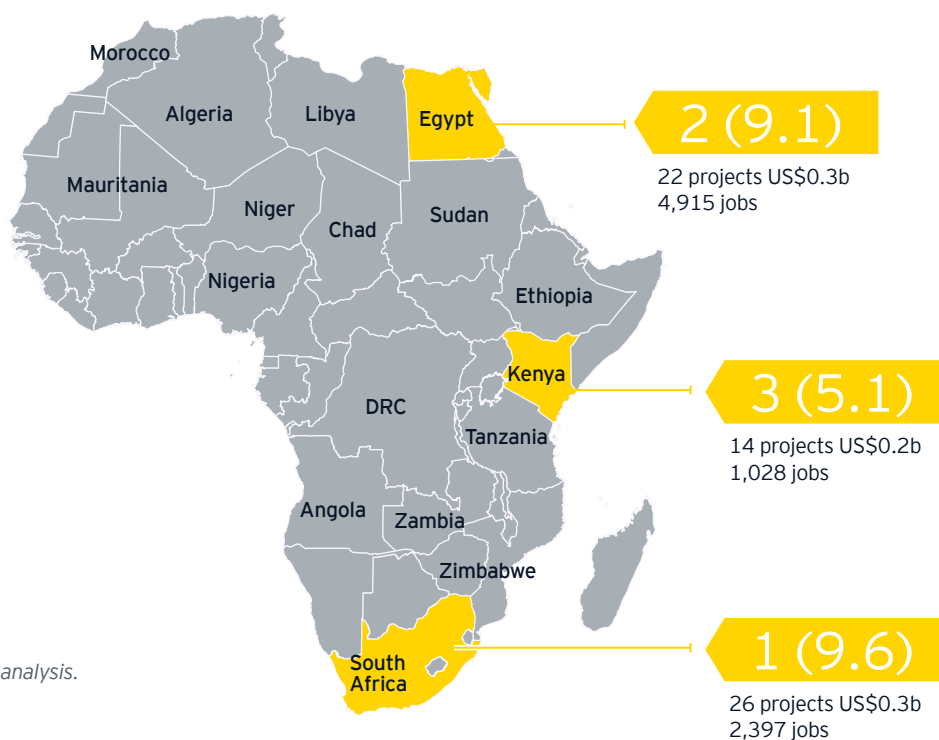 Morocco
Algeria
Libya
Egypt
2 (9.1)
22 projects US$0.3b
4,915 jobs
Mauritania
Niger
Chad
Sudan
Nigeria
Ethiopia
Kenya
3 (5.1)
14 projects US$0.2b
1,028 jobs
DRC
Tanzania
Angola
Zambia
Zimbabwe
1 (9.6)
26 projects US$0.3b
2,397 jobs
South
Africa
analysis.